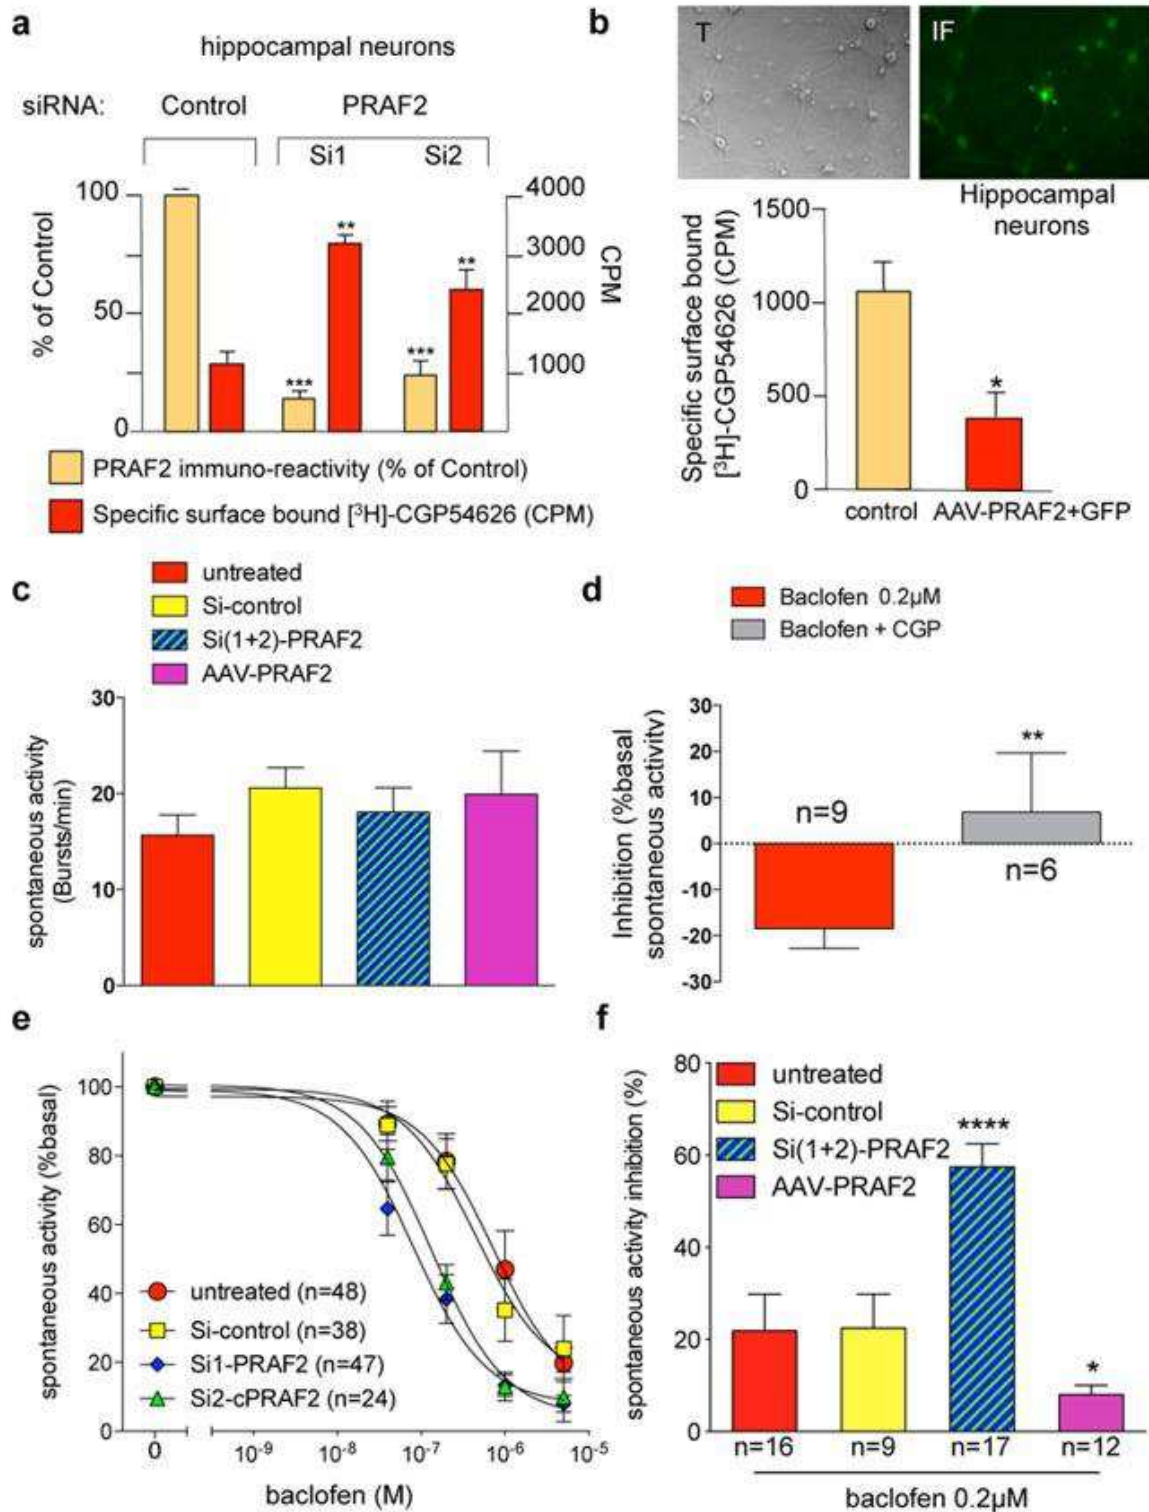 a
hippocampal neurons
siRNA: Control PRAF2
Si1 Si2
100
50
0
% of Control
4000
3000
2000
1000
CPM
**
**
***
***
PRAF2 immuno-reactivity (% of Control)
Specific surface bound [³H]-CGP54626 (CPM)
b
T
IF
Hippocampal
neurons
Specific surface bound
[³H]-CGP54626 (CPM)
1500
1000
500
0
*
control AAV-PRAF2+GFP
c
untreated
Si-control
Si(1+2)-PRAF2
AAV-PRAF2
spontaneous activity
(Bursts/min)
30
20
10
0
d
Baclofen 0.2µM
Baclofen + CGP
Inhibition (%basal
spontaneous activity)
30
20
10
0
-10
-20
-30
n=9
**
n=6
e
spontaneous activity (%basal)
100
80
60
40
20
0
untreated (n=48)
Si-control (n=38)
Si1-PRAF2 (n=47)
Si2-cPRAF2 (n=24)
0 10⁻⁹ 10⁻⁸ 10⁻⁷ 10⁻⁶ 10⁻⁵
baclofen (M)
f
spontaneous activity inhibition (%)
80
60
40
20
0
untreated
Si-control
Si(1+2)-PRAF2
AAV-PRAF2
****
*
n=16 n=9 n=17 n=12
baclofen 0.2µM